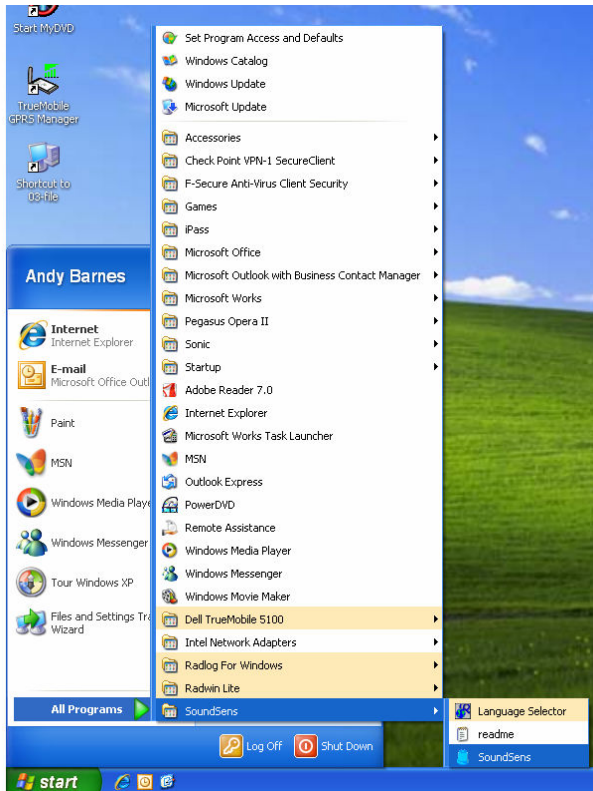 Start MyDVD
TrueMobile
GPRS Manager
Shortcut to
03-file
Andy Barnes
Internet
Internet Explorer
E-mail
Microsoft Office Outl
Paint
MSN
Windows Media Playe
Windows Messenger
Tour Windows XP
Files and Settings Tra
Wizard
All Programs
Set Program Access and Defaults
Windows Catalog
Windows Update
Microsoft Update
Accessories
Check Point VPN-1 SecureClient
F-Secure Anti-Virus Client Security
Games
iPass
Microsoft Office
Microsoft Outlook with Business Contact Manager
Microsoft Works
Pegasus Opera II
Sonic
Startup
Adobe Reader 7.0
Internet Explorer
Microsoft Works Task Launcher
MSN
Outlook Express
PowerDVD
Remote Assistance
Windows Media Player
Windows Messenger
Windows Movie Maker
Dell TrueMobile 5100
Intel Network Adapters
Radlog For Windows
Radwin Lite
SoundSens
Language Selector
readme
SoundSens
Log Off
Shut Down
start